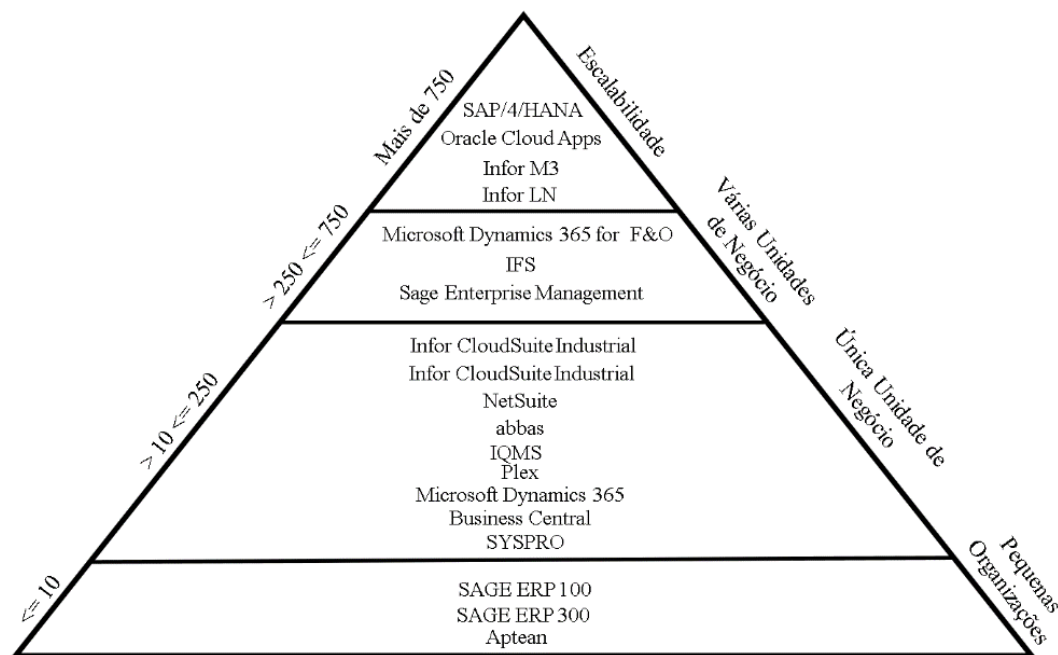 Mais de 750
Escalabilidade
SAP/4/HANA
Oracle Cloud Apps
Infor M3
Infor LN
> 250 <= 750
Várias Unidades
de Negócio
Microsoft Dynamics 365 for F&O
IFS
Sage Enterprise Management
> 10 <= 250
Única Unidade de
Negócio
Infor CloudSuite Industrial
Infor CloudSuite Industrial
NetSuite
abbas
IQMS
Plex
Microsoft Dynamics 365
Business Central
SYSPRO
<= 10
Pequenas
Organizações
SAGE ERP 100
SAGE ERP 300
Aptean